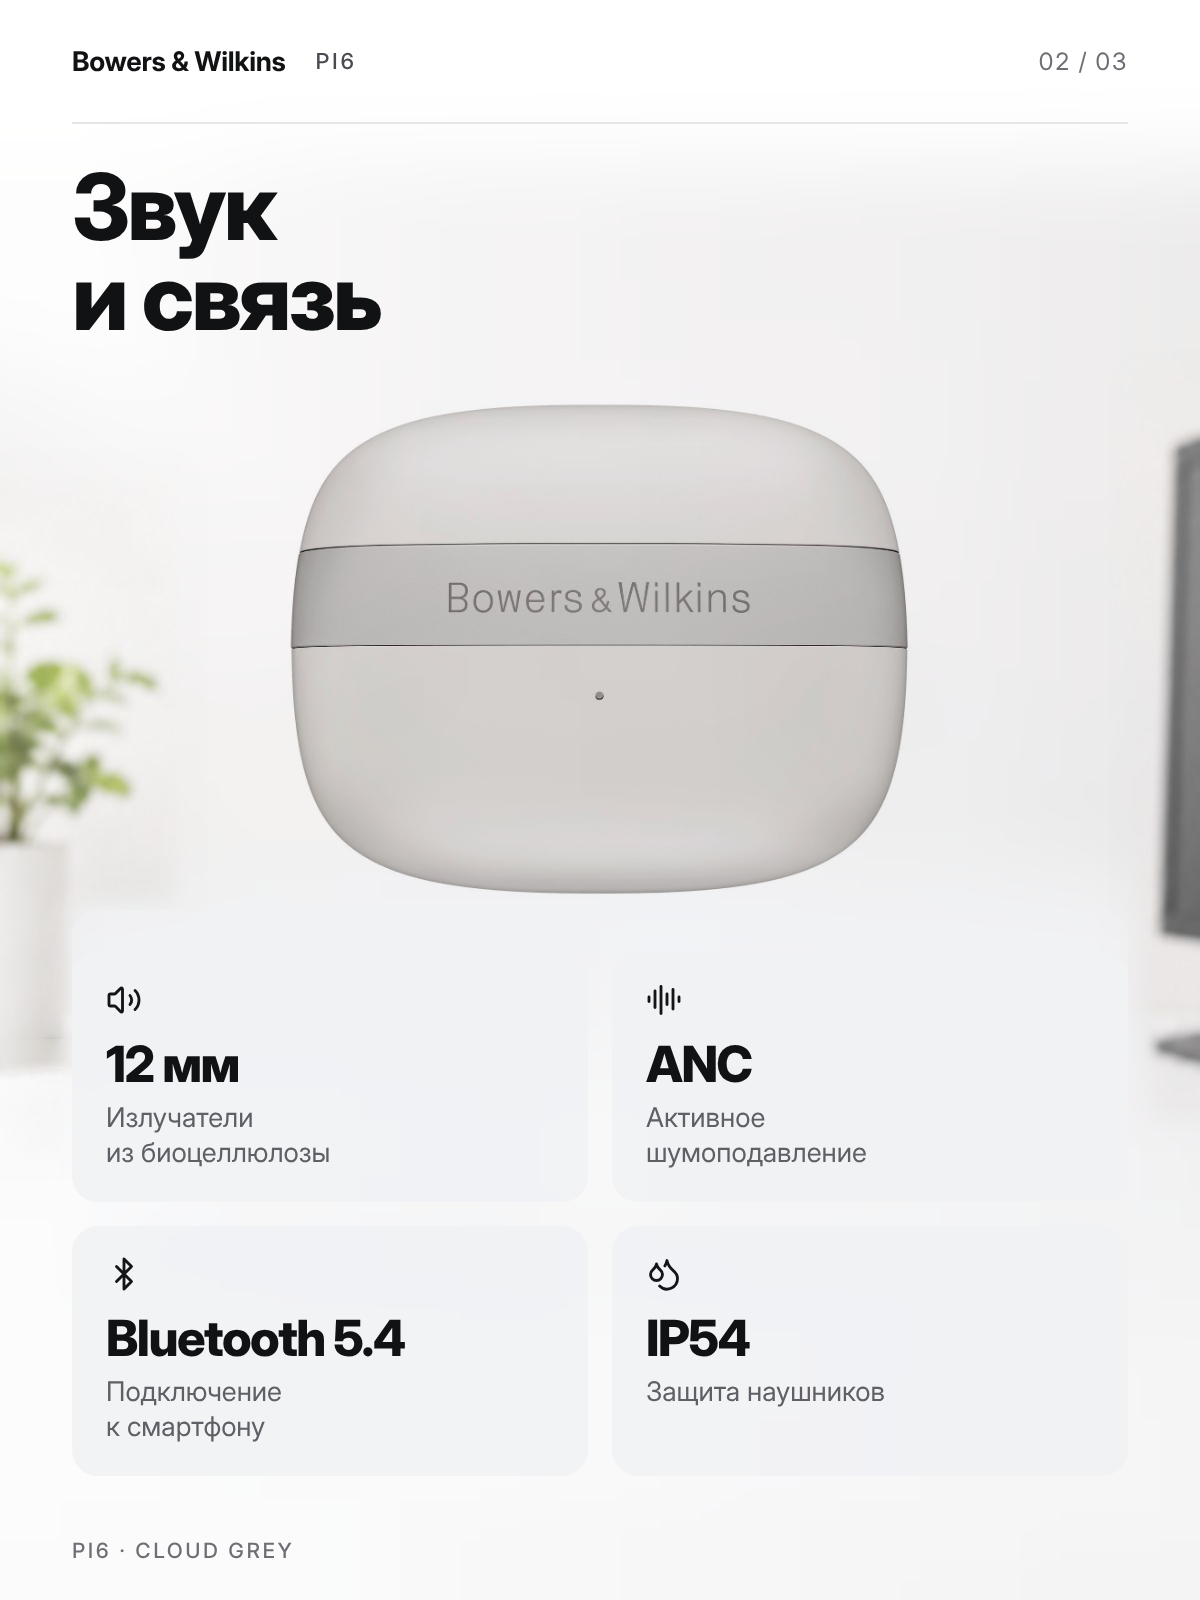 Bowers & Wilkins PI6
02 / 03
Звук
и связь
Bowers & Wilkins
12 мм
Излучатели
из биоцеллюлозы
ANC
Активное
шумоподавление
Bluetooth 5.4
Подключение
к смартфону
IP54
Защита наушников
PI6 · CLOUD GREY